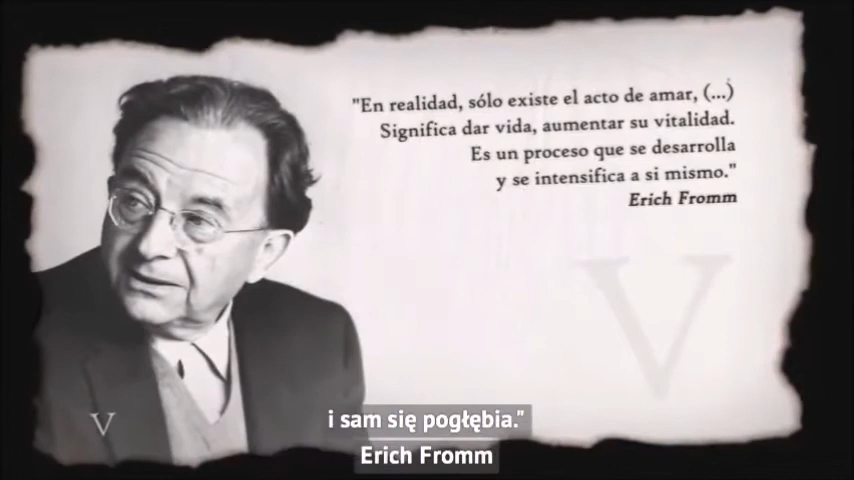 "En realidad, sólo existe el acto de amar, (...)
Significa dar vida, aumentar su vitalidad.
Es un proceso que se desarrolla
y se intensifica a si mismo."
Erich Fromm
V
V
i sam się pogłębia."
Erich Fromm